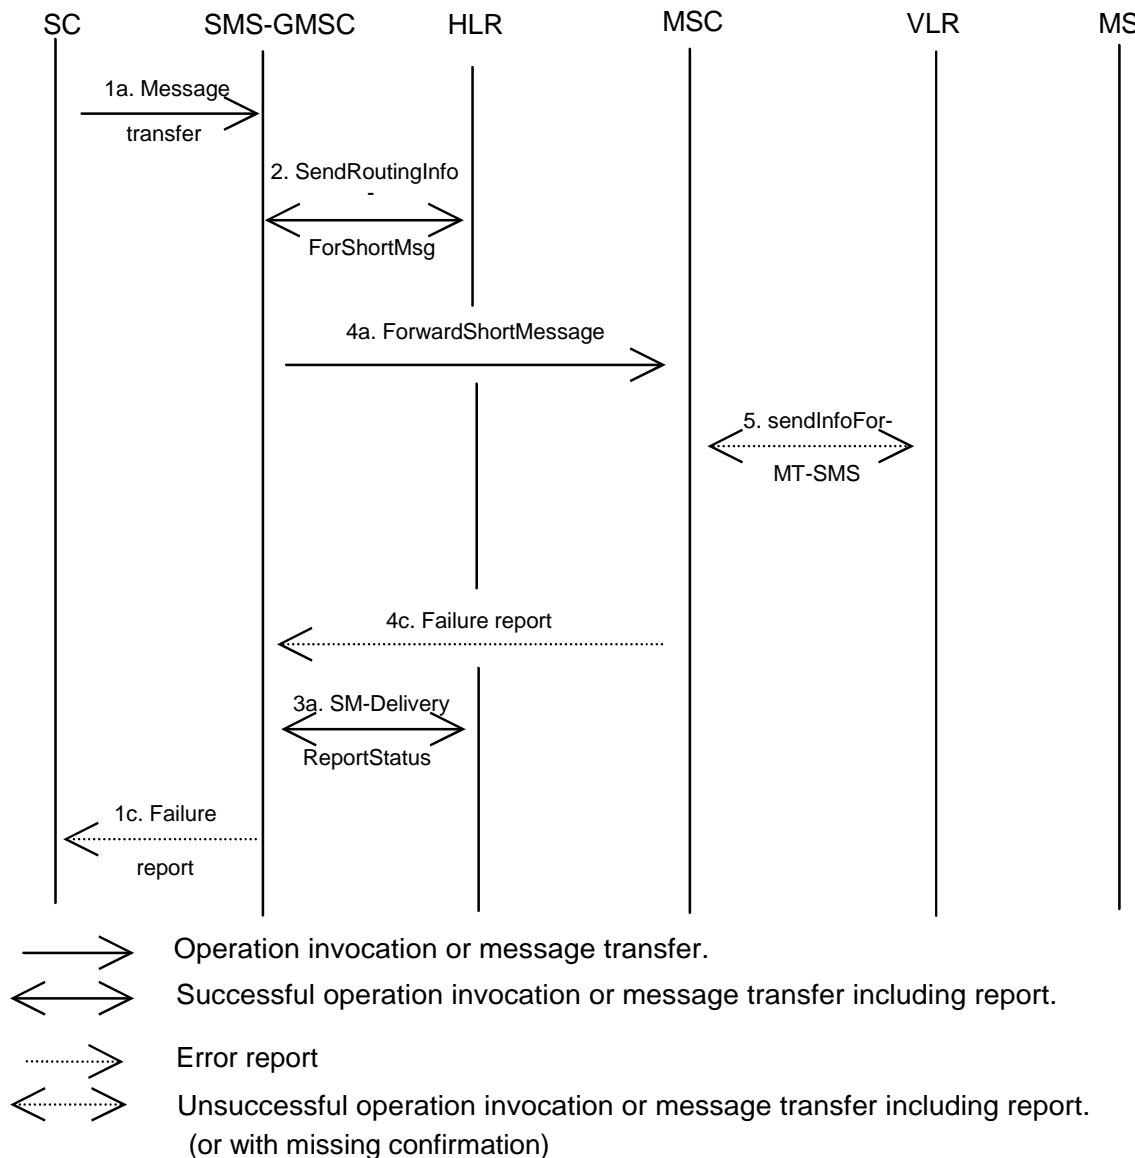 SC SMS-GMSC HLR MSC VLR MS
1a. Message
transfer
2. SendRoutingInfo
-
ForShortMsg
4a. ForwardShortMessage
5. sendInfoFor-
MT-SMS
4c. Failure report
3a. SM-Delivery
ReportStatus
1c. Failure
report
Operation invocation or message transfer.
Successful operation invocation or message transfer including report.
Error report
Unsuccessful operation invocation or message transfer including report.
(or with missing confirmation)